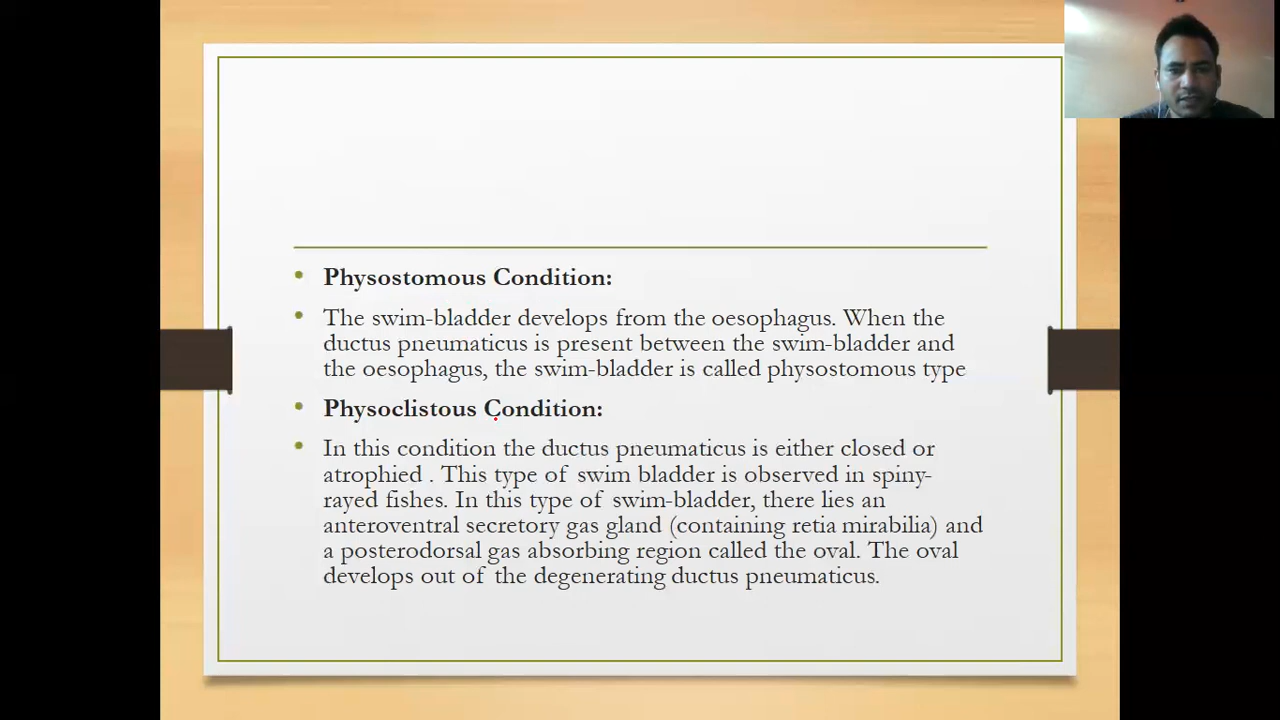 Physostomous Condition:
The swim-bladder develops from the oesophagus. When the
ductus pneumaticus is present between the swim-bladder and
the oesophagus, the swim-bladder is called physostomous type
Physoclistous Condition:
In this condition the ductus pneumaticus is either closed or
atrophied . This type of swim bladder is observed in spiny-
rayed fishes. In this type of swim-bladder, there lies an
anteroventral secretory gas gland (containing retia mirabilia) and
a posterodorsal gas absorbing region called the oval. The oval
develops out of the degenerating ductus pneumaticus.